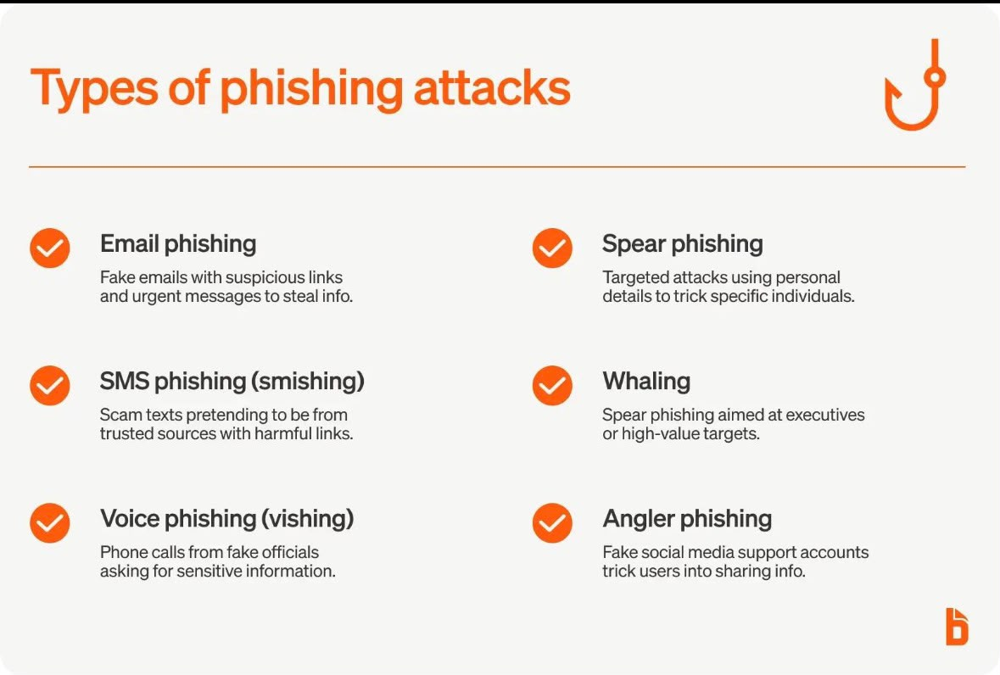 Types of phishing attacks
Email phishing
Fake emails with suspicious links
and urgent messages to steal info.
Spear phishing
Targeted attacks using personal
details to trick specific individuals.
SMS phishing (smishing)
Scam texts pretending to be from
trusted sources with harmful links.
Whaling
Spear phishing aimed at executives
or high-value targets.
Voice phishing (vishing)
Phone calls from fake officials
asking for sensitive information.
Angler phishing
Fake social media support accounts
trick users into sharing info.
b